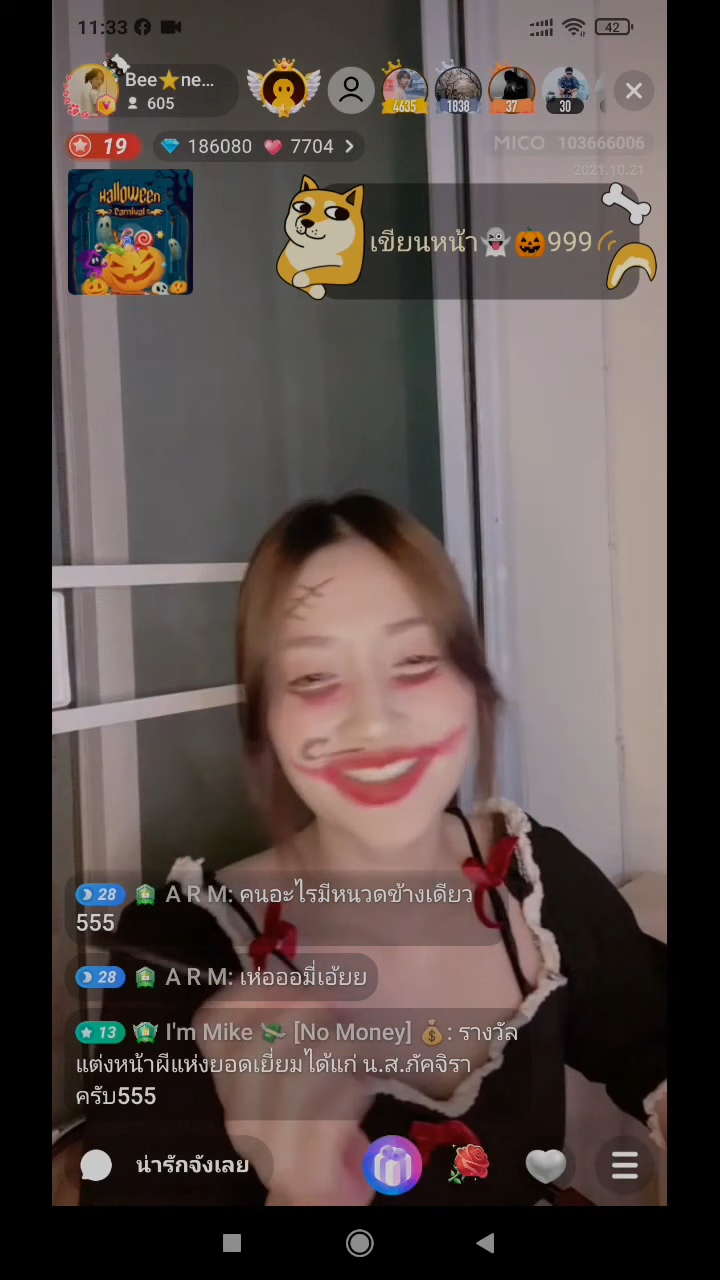 11:33
42
Bee⭐ne...
605
4635
1838
37
30
19
186080
7704
MICO 103666006
2021.10.21
Halloween
Carnival
เขียนหน้า👻🎃999
28 A R M: คนอะไรมีหนวดข้างเดียว
555
28 A R M: เห่อออมี่เอ้ยย
13 I'm Mike 💸 [No Money] 💰: รางวัล
แต่งหน้าผีแห่งยอดเยี่ยมได้แก่ น.ส.ภัคจิรา
ครับ555
น่ารักจังเลย